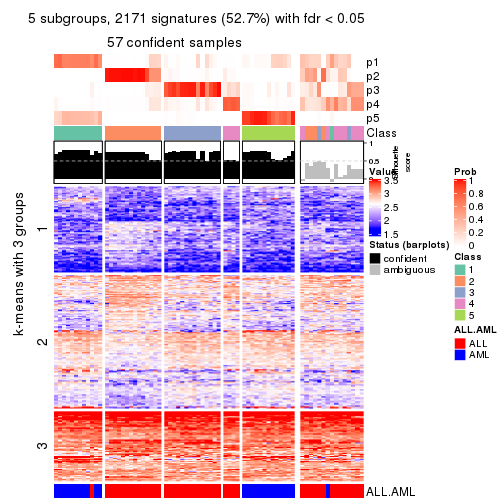 5 subgroups, 2171 signatures (52.7%) with fdr < 0.05
57 confident samples
p1
p2
p3
p4
p5
Class
1
0.5
0
silhouette
score
k-means with 3 groups
1
2
3
Value
3.5
3
2.5
2
1.5
Status (barplots)
confident
ambiguous
Prob
1
0.8
0.6
0.4
0.2
0
Class
1
2
3
4
5
ALL.AML
ALL
AML
ALL.AML